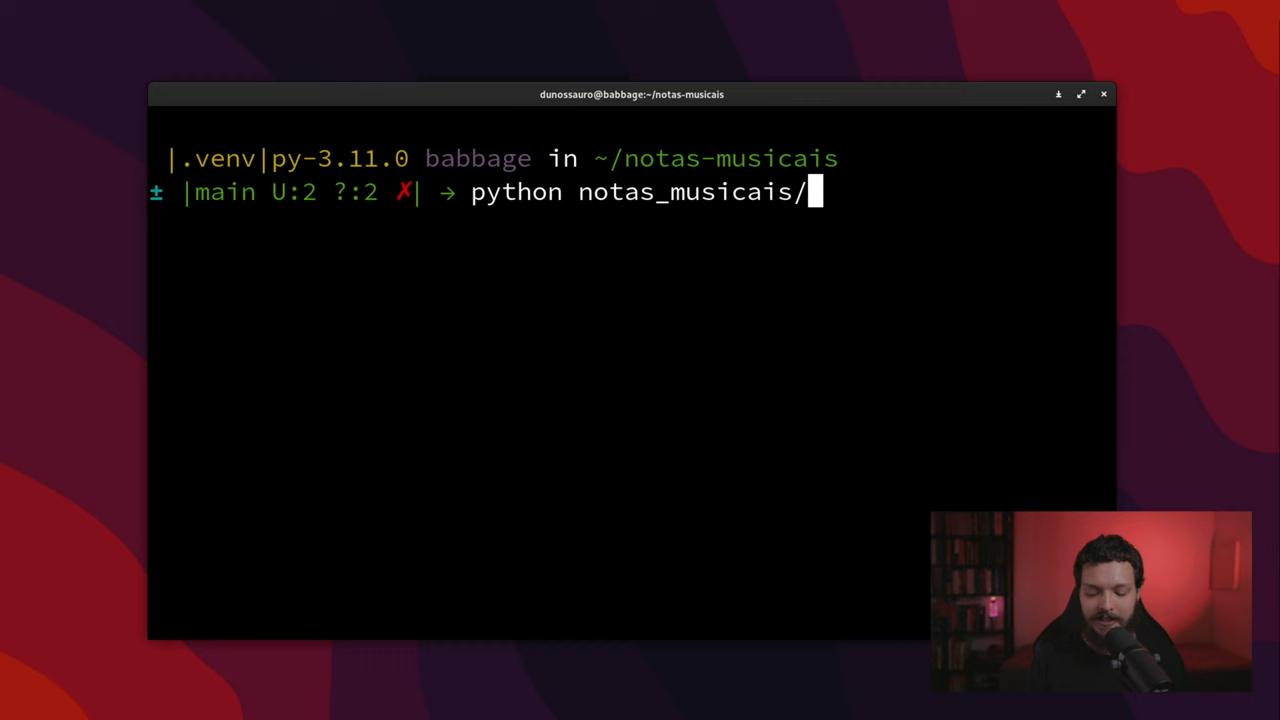 dunossauro@babbage:~/notas-musicais
|.venv|py-3.11.0 babbage in ~/notas-musicais
± |main U:2 ?:2 ✗| → python notas_musicais/